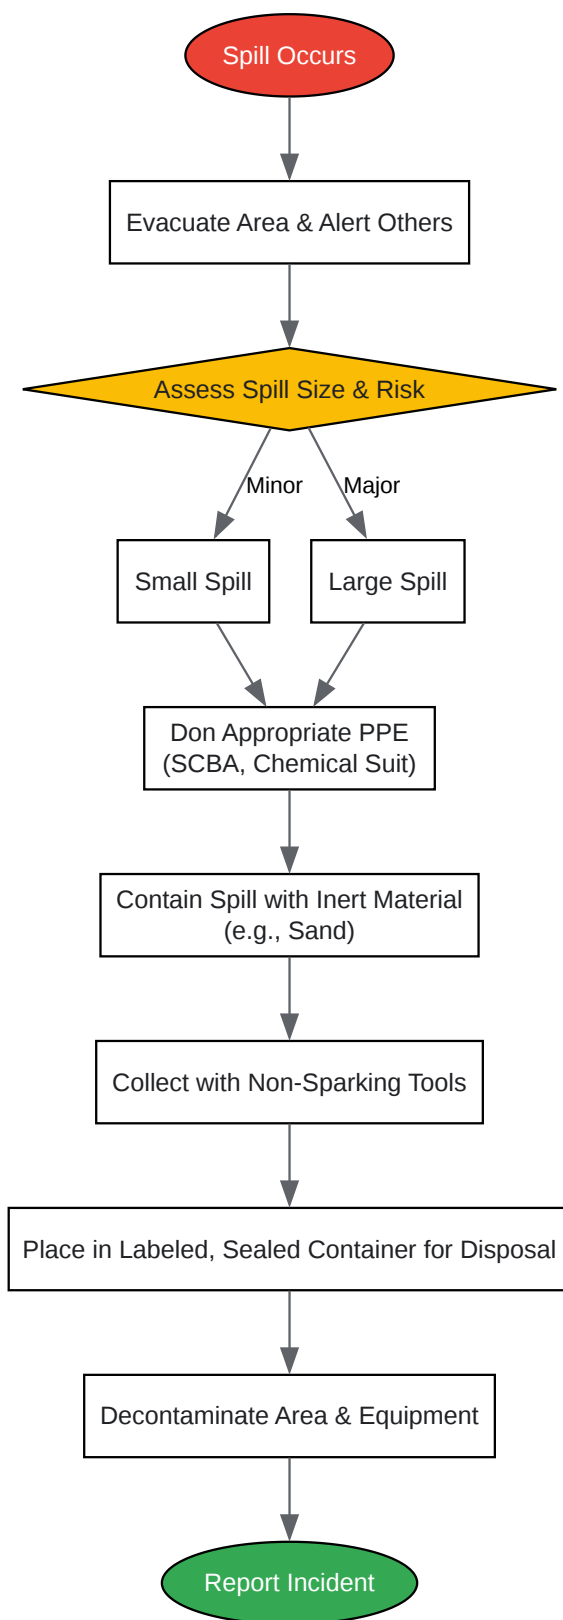 Spill Occurs
Evacuate Area & Alert Others
Assess Spill Size & Risk
Minor
Major
Small Spill
Large Spill
Don Appropriate PPE
(SCBA, Chemical Suit)
Contain Spill with Inert Material
(e.g., Sand)
Collect with Non-Sparking Tools
Place in Labeled, Sealed Container for Disposal
Decontaminate Area & Equipment
Report Incident